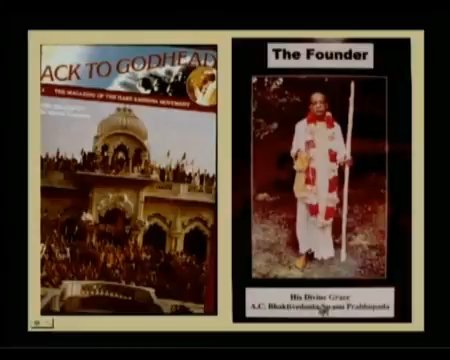 ACK TO GODHEAD
THE MAGAZINE OF THE HARE KRISHNA MOVEMENT
The Founder
His Divine Grace
A.C. Bhaktivedanta Swami Prabhupada